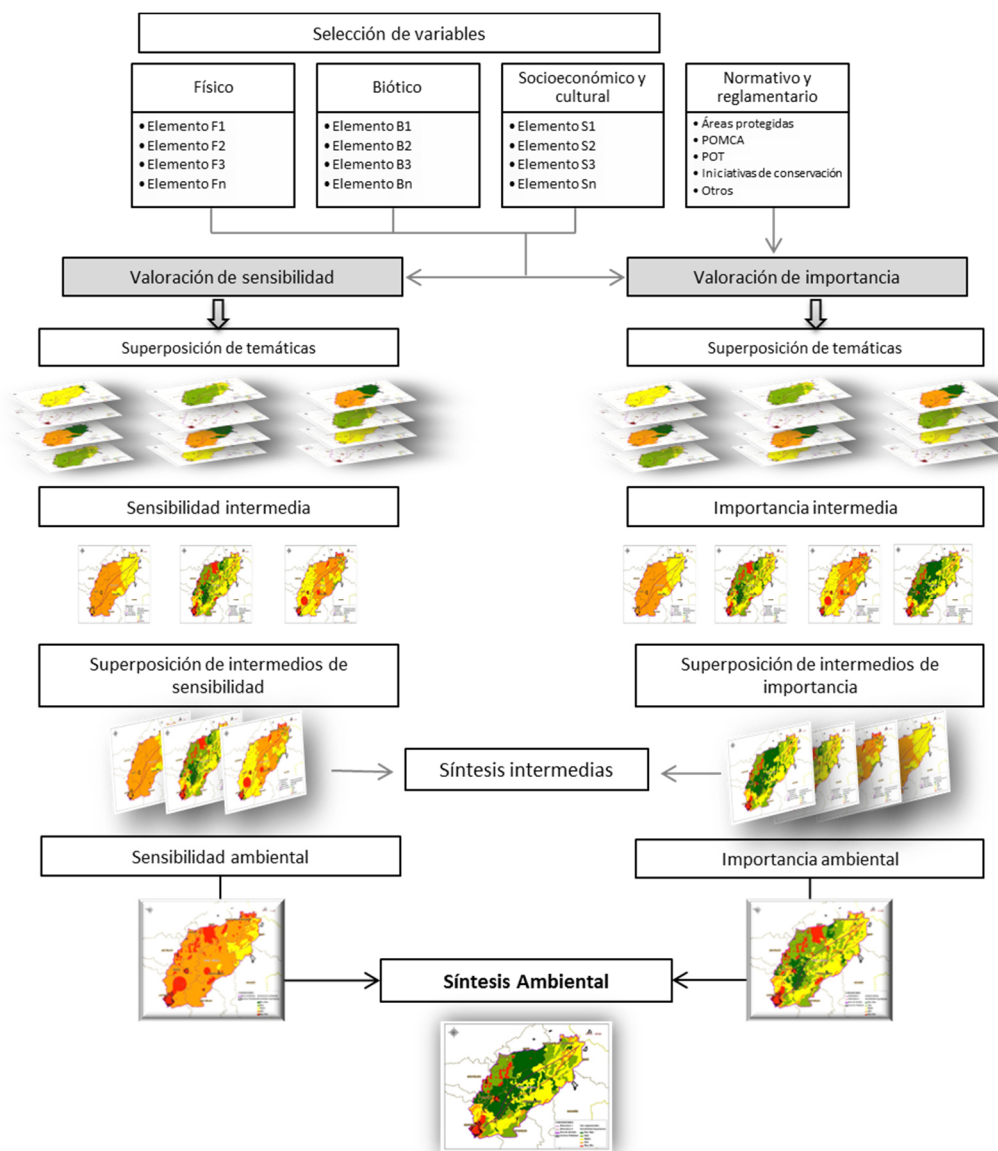 Selección de variables
Físico
• Elemento F1
• Elemento F2
• Elemento F3
• Elemento Fn
Biótico
• Elemento B1
• Elemento B2
• Elemento B3
• Elemento Bn
Socioeconómico y
cultural
• Elemento S1
• Elemento S2
• Elemento S3
• Elemento Sn
Normativo y
reglamentario
• Áreas protegidas
• POMCA
• POT
• Iniciativas de conservación
• Otros
Valoración de sensibilidad
Valoración de importancia
Superposición de temáticas
Superposición de temáticas
Sensibilidad intermedia
Importancia intermedia
Superposición de intermedios de
sensibilidad
Superposición de intermedios de
importancia
Síntesis intermedias
Sensibilidad ambiental
Importancia ambiental
Síntesis Ambiental